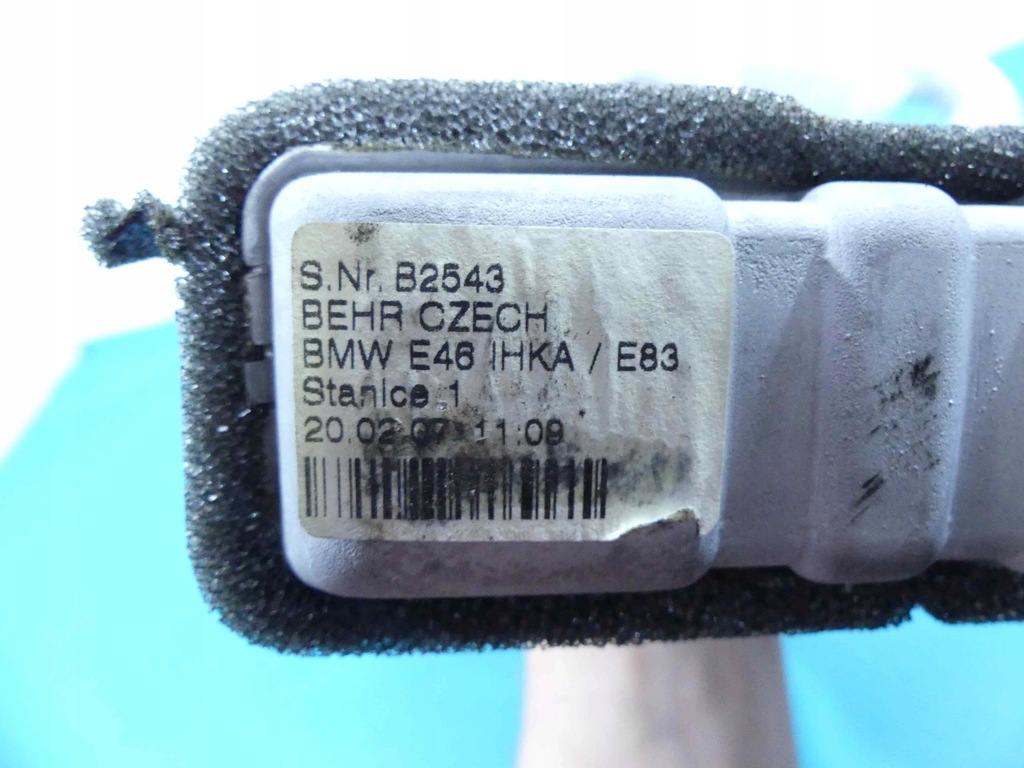 S.Nr. B2543
BEHR CZECH
BMW E46 IHKA / E83
Stanice 1
20.02.07 11:09